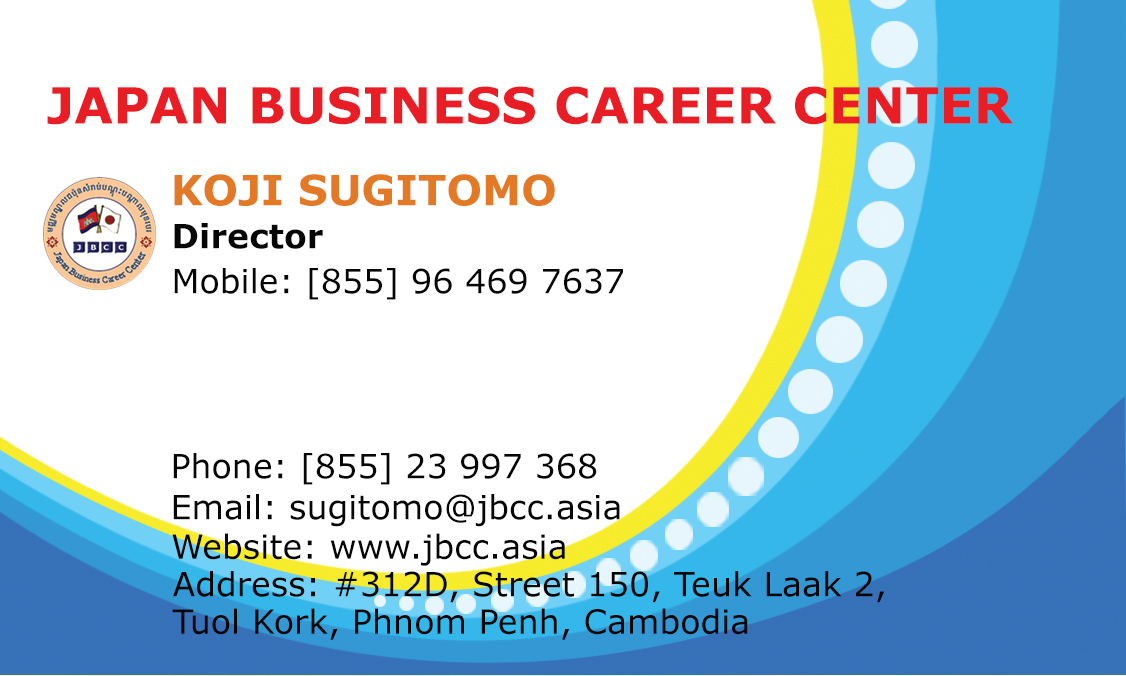 JAPAN BUSINESS CAREER CENTER
KOJI SUGITOMO
Director
Mobile: [855] 96 469 7637
JBCC
Japan Business Career Center
Phone: [855] 23 997 368
Email: sugitomo@jbcc.asia
Website: www.jbcc.asia
Address: #312D, Street 150, Teuk Laak 2,
Tuol Kork, Phnom Penh, Cambodia